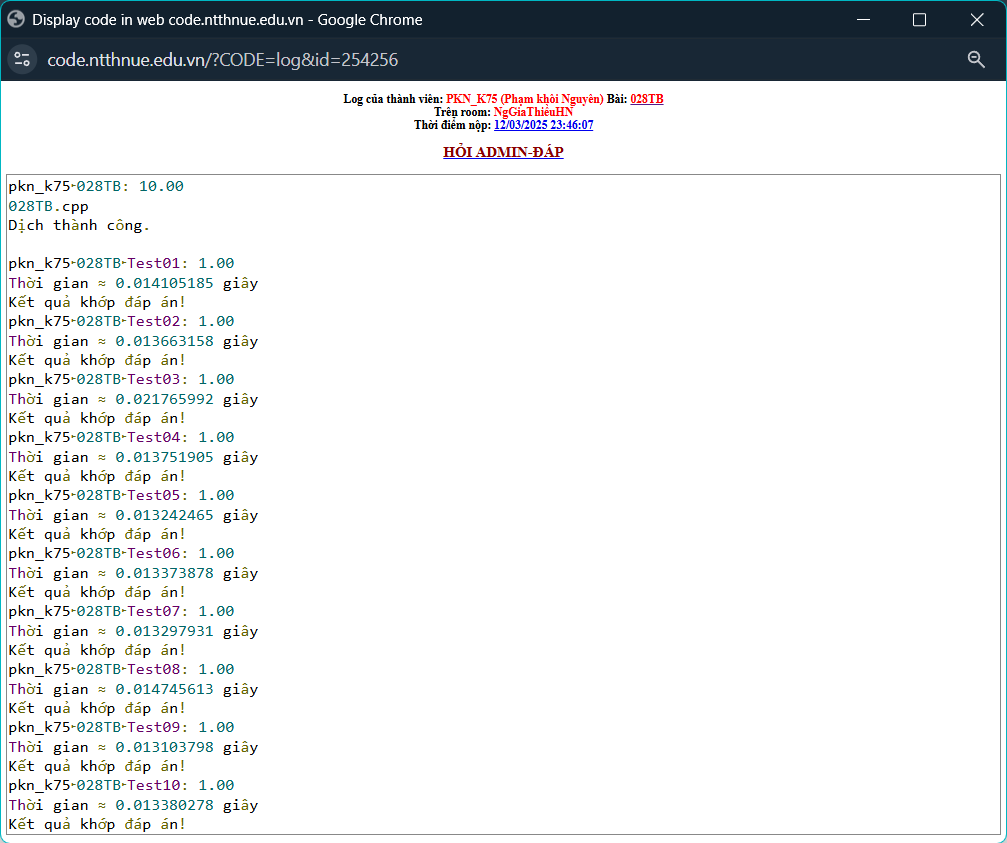 Display code in web code.ntthnue.edu.vn - Google Chrome
code.ntthnue.edu.vn/?CODE=log&id=254256
Log của thành viên: PKN_K75 (Phạm khôi Nguyên) Bài: 028TB
Trên room: NgGiaThiềuHN
Thời điểm nộp: 12/03/2025 23:46:07
HỎI ADMIN-ĐÁP
pkn_k75‣028TB: 10.00
028TB.cpp
Dịch thành công.
pkn_k75‣028TB‣Test01: 1.00
Thời gian ≈ 0.014105185 giây
Kết quả khớp đáp án!
pkn_k75‣028TB‣Test02: 1.00
Thời gian ≈ 0.013663158 giây
Kết quả khớp đáp án!
pkn_k75‣028TB‣Test03: 1.00
Thời gian ≈ 0.021765992 giây
Kết quả khớp đáp án!
pkn_k75‣028TB‣Test04: 1.00
Thời gian ≈ 0.013751905 giây
Kết quả khớp đáp án!
pkn_k75‣028TB‣Test05: 1.00
Thời gian ≈ 0.013242465 giây
Kết quả khớp đáp án!
pkn_k75‣028TB‣Test06: 1.00
Thời gian ≈ 0.013373878 giây
Kết quả khớp đáp án!
pkn_k75‣028TB‣Test07: 1.00
Thời gian ≈ 0.013297931 giây
Kết quả khớp đáp án!
pkn_k75‣028TB‣Test08: 1.00
Thời gian ≈ 0.014745613 giây
Kết quả khớp đáp án!
pkn_k75‣028TB‣Test09: 1.00
Thời gian ≈ 0.013103798 giây
Kết quả khớp đáp án!
pkn_k75‣028TB‣Test10: 1.00
Thời gian ≈ 0.013380278 giây
Kết quả khớp đáp án!